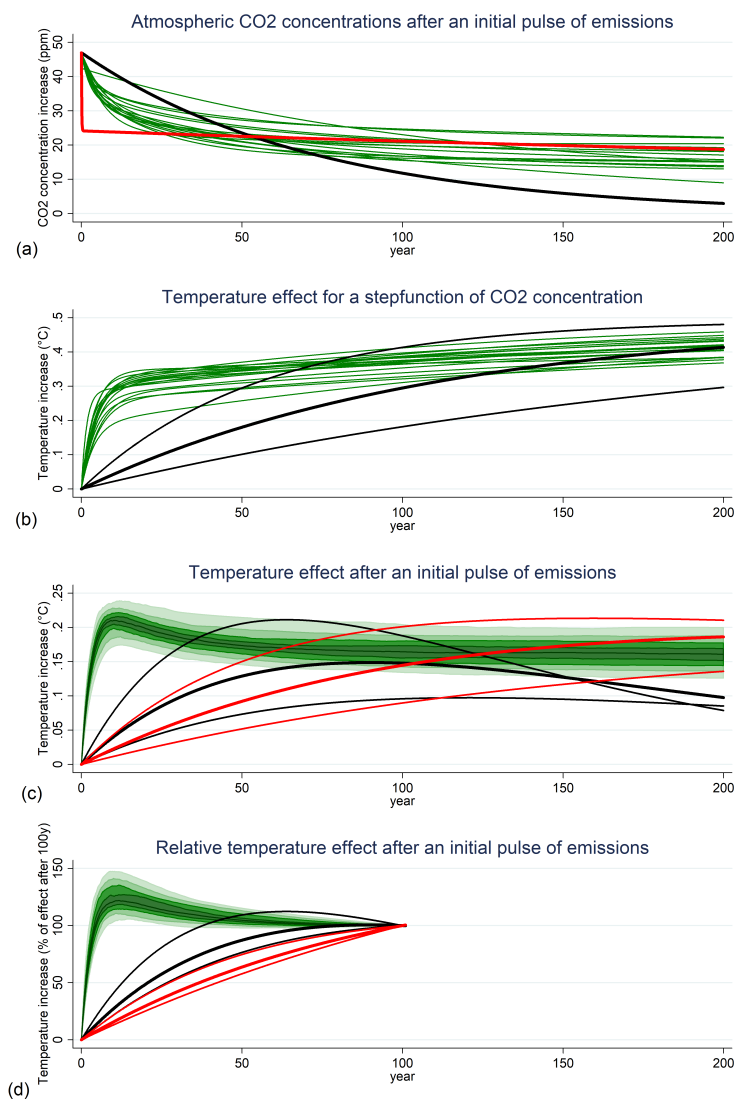 Atmospheric CO2 concentrations after an initial pulse of emissions
CO2 concentration increase (ppm)
50
40
30
20
10
0
0 50 100 150 200
year
(a)
Temperature effect for a stepfunction of CO2 concentration
Temperature increase (°C)
.5
.4
.3
.2
.1
0
0 50 100 150 200
year
(b)
Temperature effect after an initial pulse of emissions
Temperature increase (°C)
.25
.2
.15
.1
.05
0
0 50 100 150 200
year
(c)
Relative temperature effect after an initial pulse of emissions
Temperature increase (% of effect after 100y)
150
100
50
0
0 50 100 150 200
year
(d)